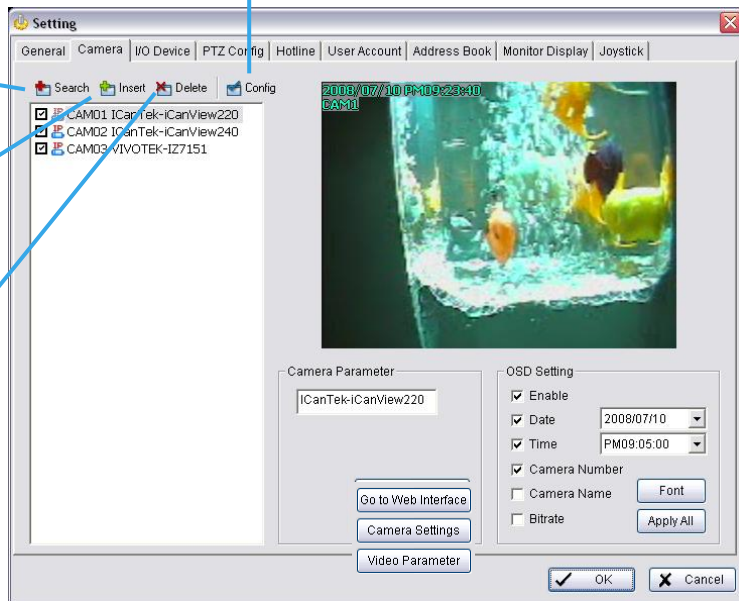 Setting
General Camera I/O Device PTZ Config Hotline User Account Address Book Monitor Display Joystick
Search Insert Delete Config
CAM01 ICanTek-iCanView220
CAM02 ICanTek-iCanView240
CAM03 VIVOTEK-IZ7151
2008/07/10 PM09:23:40
CAM1
Camera Parameter
ICanTek-iCanView220
Go to Web Interface
Camera Settings
Video Parameter
OSD Setting
Enable
Date 2008/07/10
Time PM09:05:00
Camera Number
Camera Name Font
Bitrate Apply All
OK Cancel